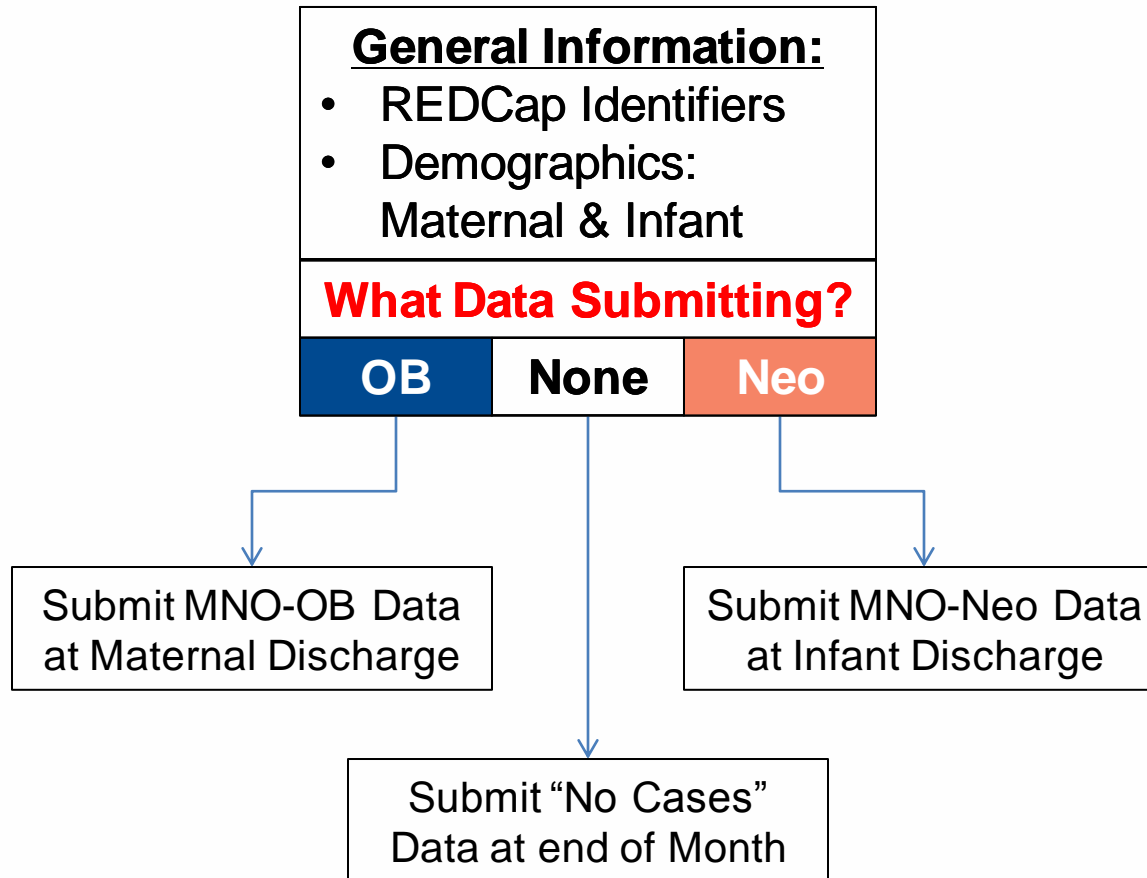 General Information:
• REDCap Identifiers
• Demographics:
Maternal & Infant
What Data Submitting?
OB None Neo
Submit MNO-OB Data
at Maternal Discharge
Submit MNO-Neo Data
at Infant Discharge
Submit “No Cases”
Data at end of Month